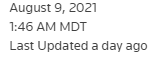 August 9, 2021
1:46 AM MDT
Last Updated a day ago